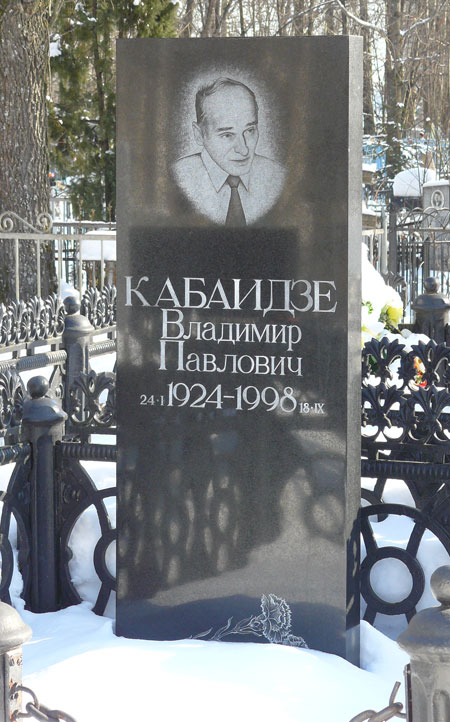 КАБАИДЗЕ
Владимир
Павлович
24·I 1924-1998 18·IX